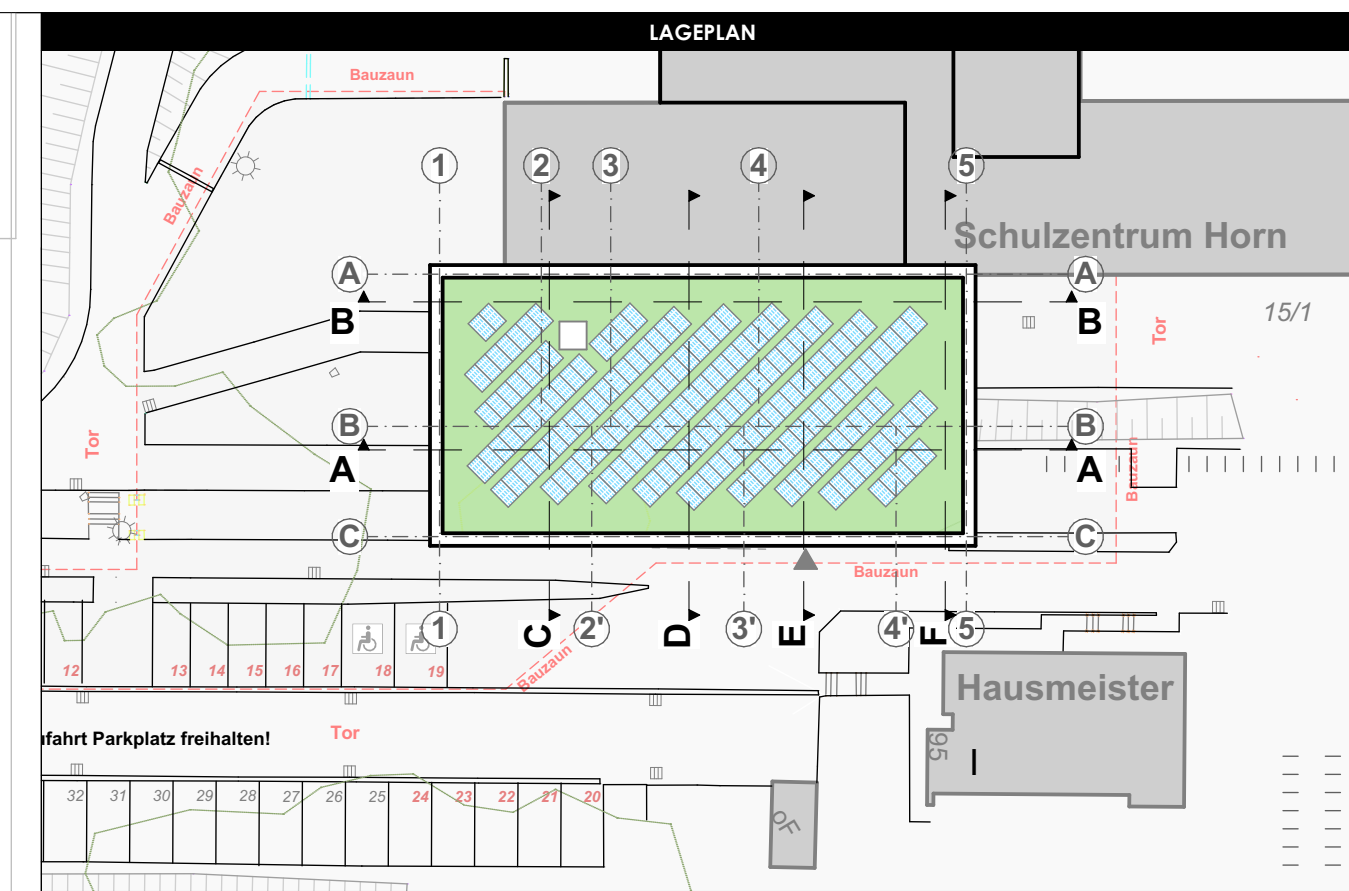 LAGEPLAN
Bauzaun
1
2
3
4
5
Bauzaun
Schulzentrum Horn
A
A
B
B
15/1
Tor
B
B
Tor
A
A
Bauzaun
C
C
Bauzaun
1
C
2'
D
3'
E
4'
F
5
12
13
14
15
16
17
18
19
Bauzaun
Hausmeister
ufahrt Parkplatz freihalten!
Tor
95
I
32
31
30
29
28
27
26
25
24
23
22
21
20
oF